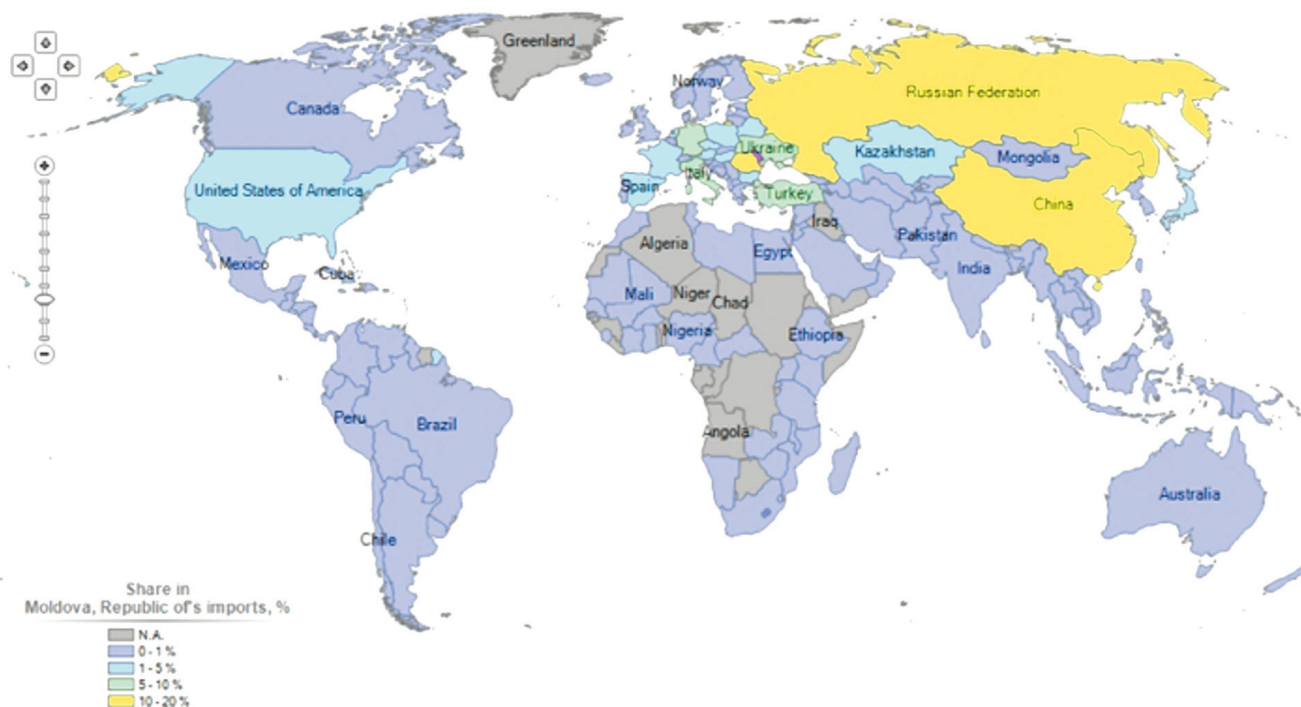 Greenland
Norway
Canada
Russian Federation
Ukraine
Kazakhstan
Mongolia
United States of America
Spain
Italy
Turkey
China
Mexico
Cuba
Algeria
Iraq
Egypt
Pakistan
India
Mali
Niger
Chad
Nigeria
Ethiopia
Peru
Brazil
Angola
Australia
Chile
Share in
Moldova, Republic of's imports, %
N.A.
0 - 1 %
1 - 5 %
5 - 10 %
10 - 20 %